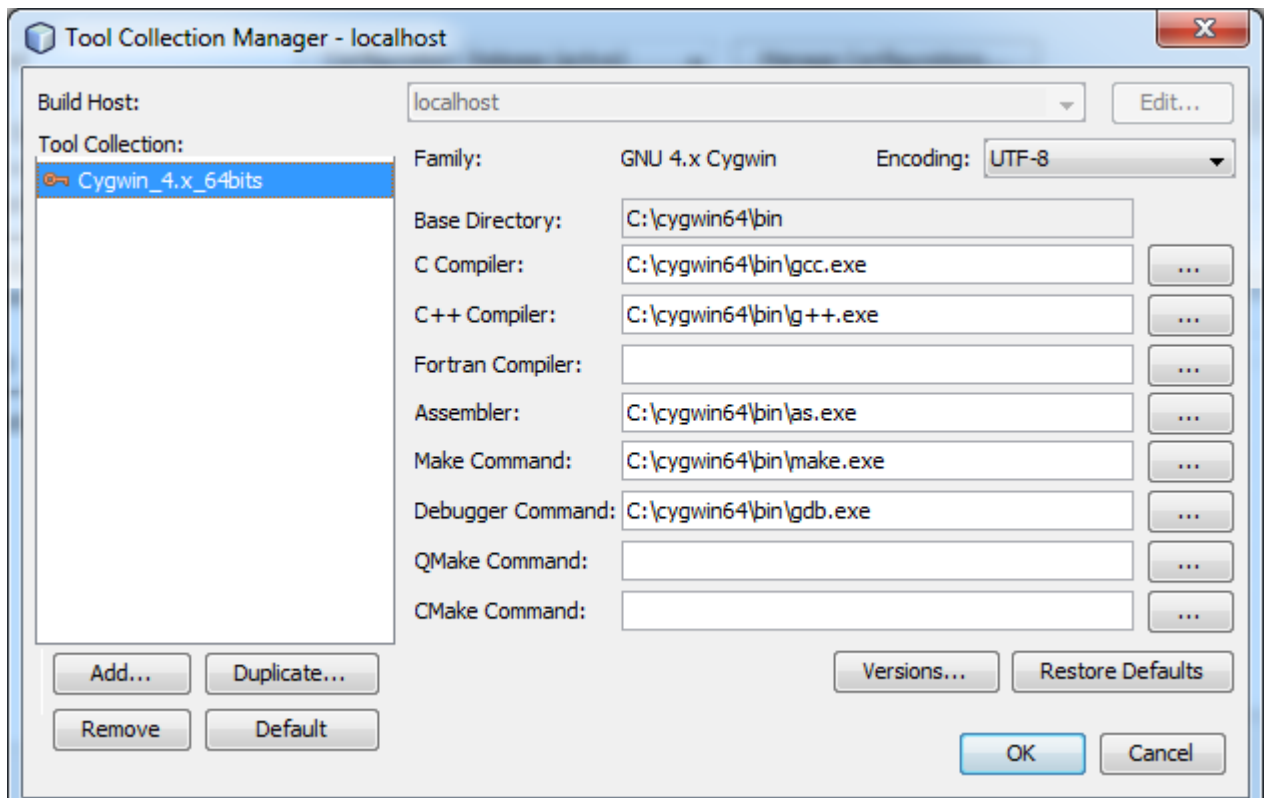 Tool Collection Manager - localhost
Build Host:
localhost
Edit...
Tool Collection:
Cygwin_4.x_64bits
Family:
GNU 4.x Cygwin
Encoding:
UTF-8
Base Directory:
C:\cygwin64\bin
C Compiler:
C:\cygwin64\bin\gcc.exe
...
C++ Compiler:
C:\cygwin64\bin\g++.exe
...
Fortran Compiler:
...
Assembler:
C:\cygwin64\bin\as.exe
...
Make Command:
C:\cygwin64\bin\make.exe
...
Debugger Command:
C:\cygwin64\bin\gdb.exe
...
QMake Command:
...
CMake Command:
...
Add...
Duplicate...
Versions...
Restore Defaults
Remove
Default
OK
Cancel